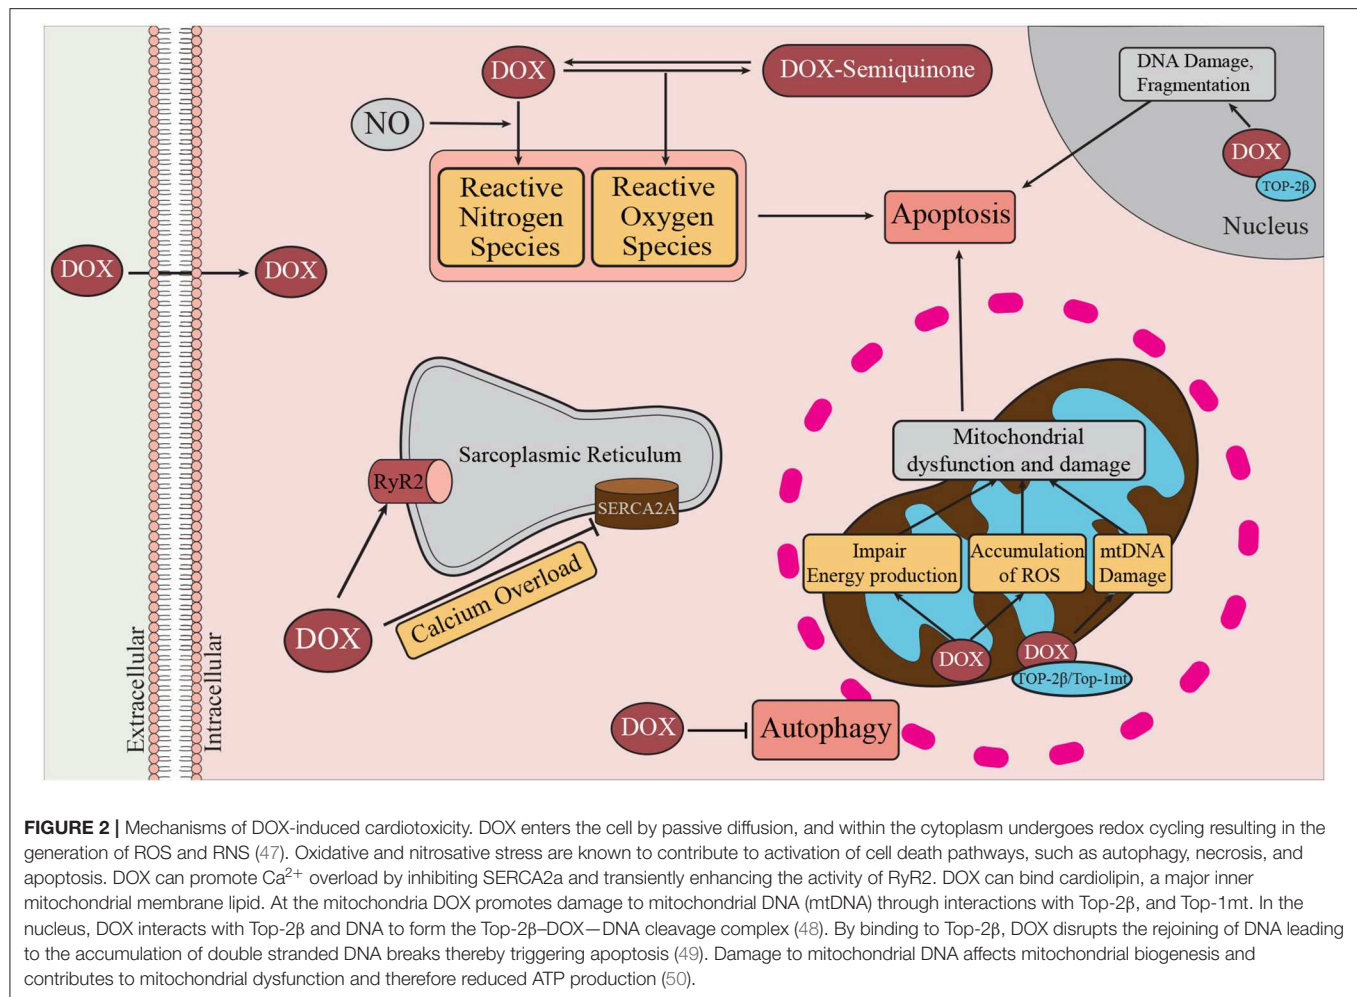 DOX
DOX-Semiquinone
DNA Damage,
Fragmentation
NO
DOX
TOP-2β
Reactive
Nitrogen
Species
Reactive
Oxygen
Species
Apoptosis
Nucleus
DOX
DOX
Mitochondrial
dysfunction and damage
Sarcoplasmic Reticulum
RyR2
SERCA2A
Impair
Energy production
Accumulation
of ROS
mtDNA
Damage
Calcium Overload
DOX
DOX
DOX
TOP-2β/Top-1mt
Extracellular
Intracellular
DOX
Autophagy
FIGURE 2 | Mechanisms of DOX-induced cardiotoxicity. DOX enters the cell by passive diffusion, and within the cytoplasm undergoes redox cycling resulting in the
generation of ROS and RNS (47). Oxidative and nitrosative stress are known to contribute to activation of cell death pathways, such as autophagy, necrosis, and
apoptosis. DOX can promote Ca²⁺ overload by inhibiting SERCA2a and transiently enhancing the activity of RyR2. DOX can bind cardiolipin, a major inner
mitochondrial membrane lipid. At the mitochondria DOX promotes damage to mitochondrial DNA (mtDNA) through interactions with Top-2β, and Top-1mt. In the
nucleus, DOX interacts with Top-2β and DNA to form the Top-2β–DOX—DNA cleavage complex (48). By binding to Top-2β, DOX disrupts the rejoining of DNA leading
to the accumulation of double stranded DNA breaks thereby triggering apoptosis (49). Damage to mitochondrial DNA affects mitochondrial biogenesis and
contributes to mitochondrial dysfunction and therefore reduced ATP production (50).